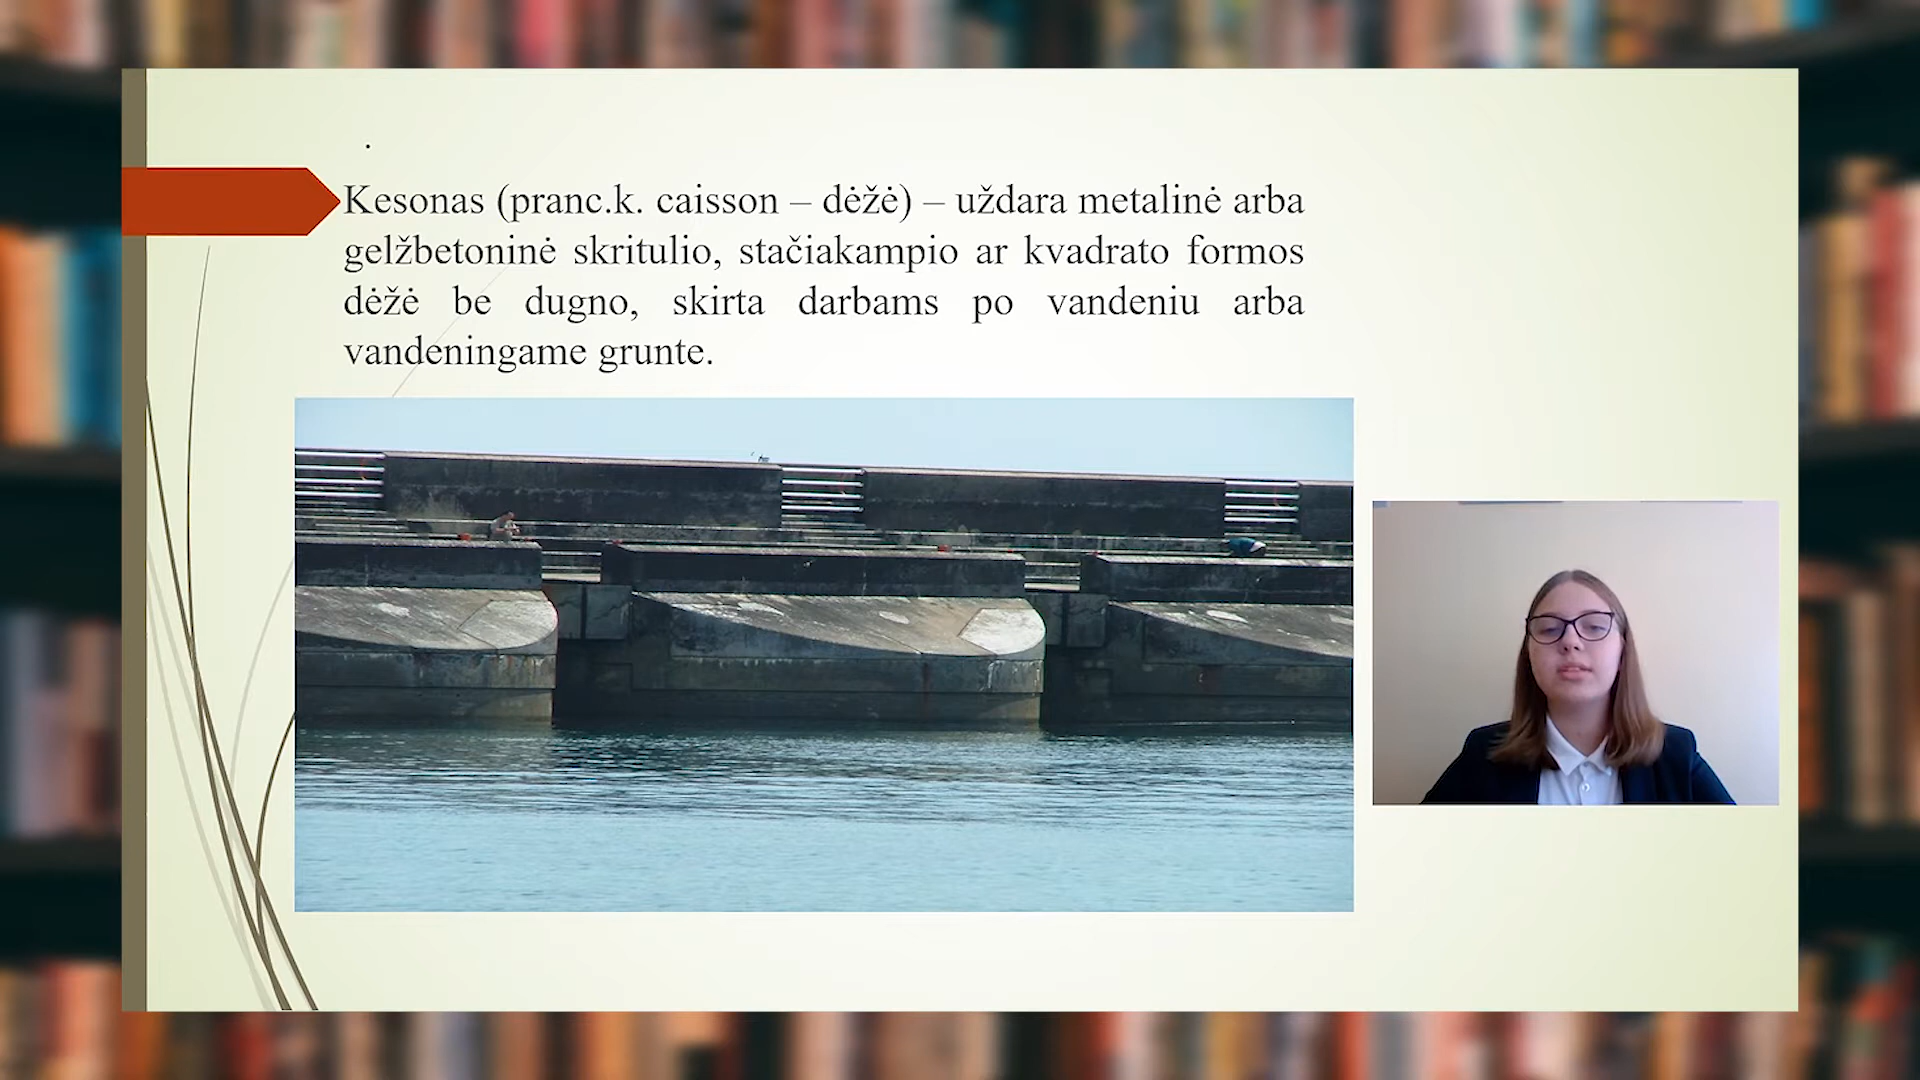 .
Kesonas (pranc.k. caisson – dėžė) – uždara metalinė arba
gelžbetoninė skritulio, stačiakampio ar kvadrato formos
dėžė be dugno, skirta darbams po vandeniu arba
vandeningame grunte.